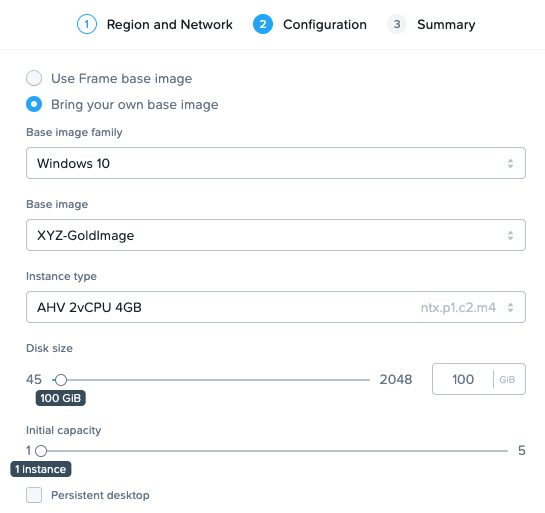 1 Region and Network 2 Configuration 3 Summary
Use Frame base image
Bring your own base image
Base image family
Windows 10
Base image
XYZ-GoldImage
Instance type
AHV 2vCPU 4GB ntx.p1.c2.m4
Disk size
45 2048 100 GiB
100 GiB
Initial capacity
1 5
1 instance
Persistent desktop